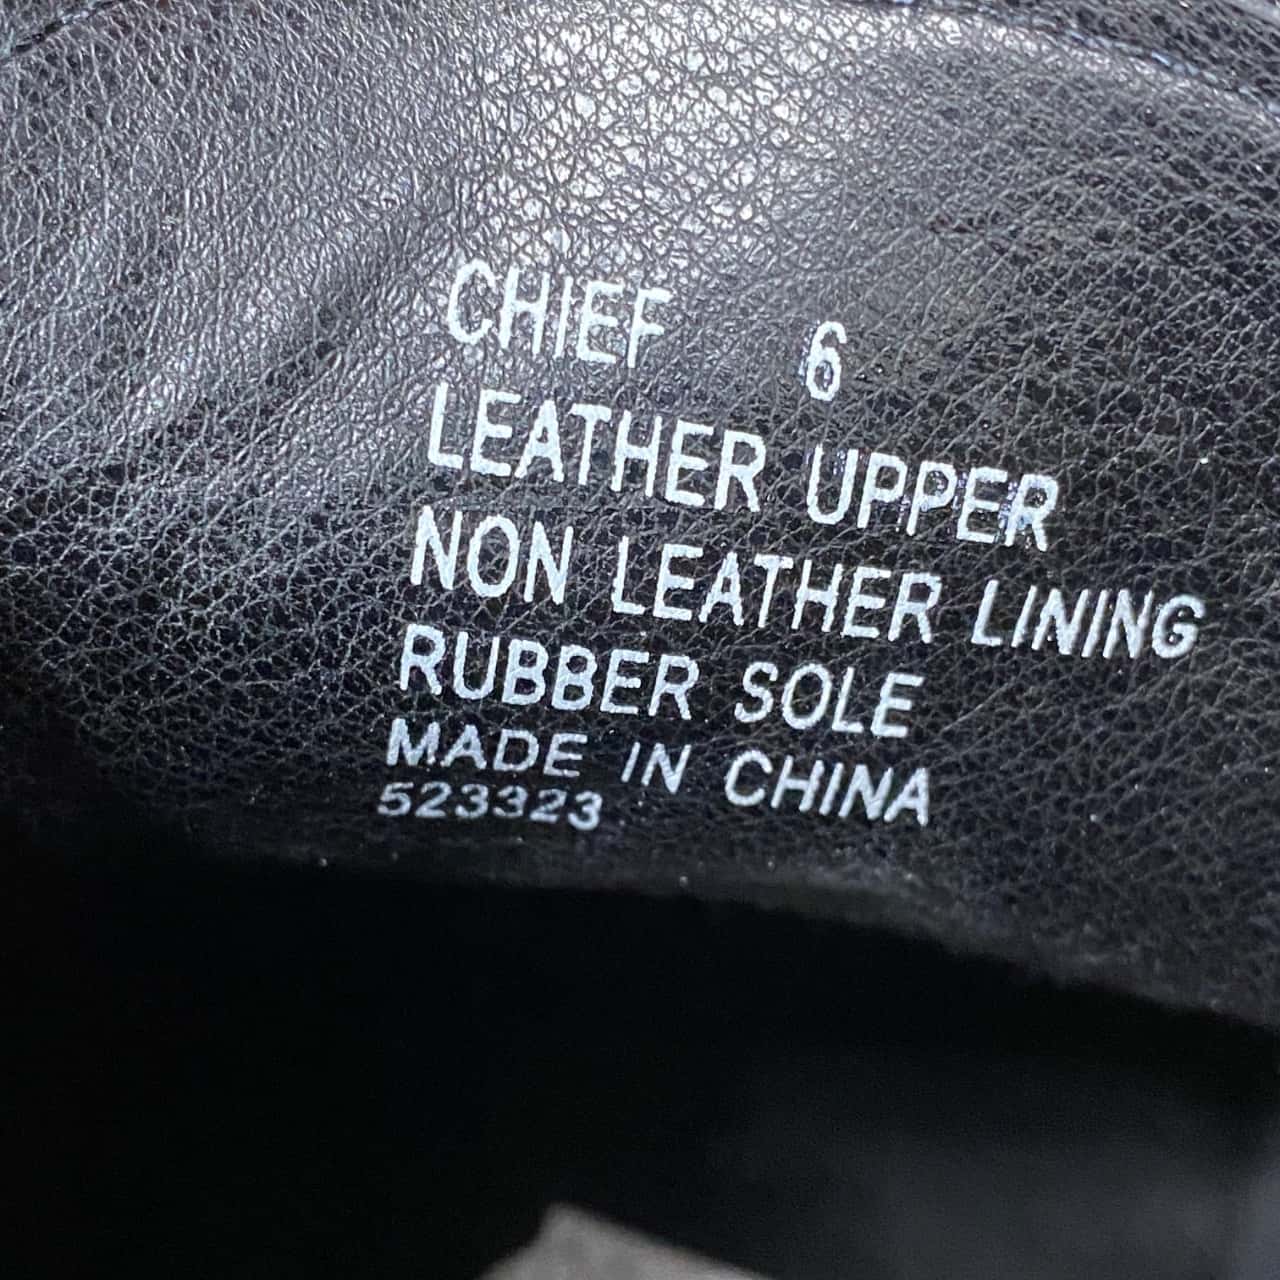 CHIEF 6
LEATHER UPPER
NON LEATHER LINING
RUBBER SOLE
MADE IN CHINA
523323